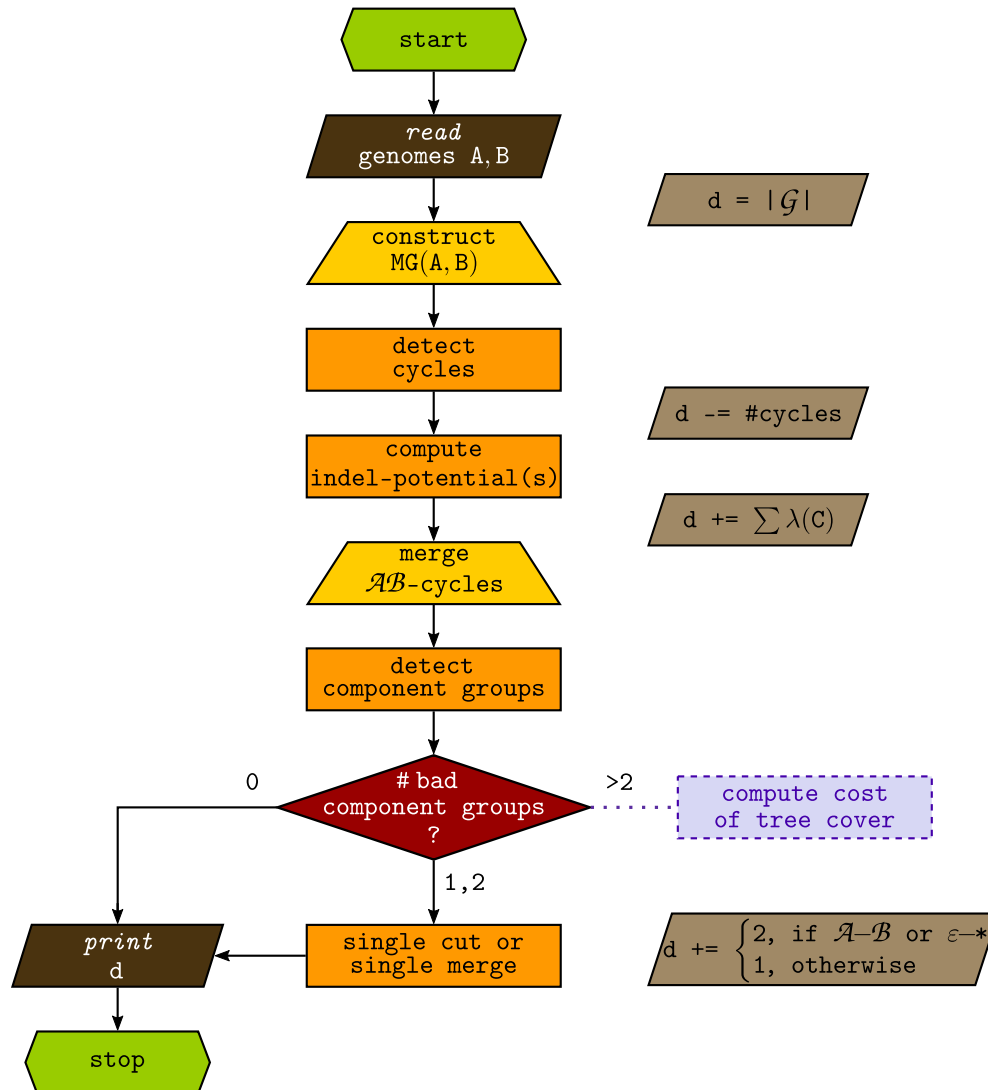 start
read
genomes A,B
d = |𝒢|
construct
MG(A,B)
detect
cycles
d -= #cycles
compute
indel-potential(s)
d += ∑ λ(C)
merge
𝒜ℬ-cycles
detect
component groups
0
# bad
component groups
?
>2
compute cost
of tree cover
1,2
print
d
single cut or
single merge
d += { 2, if 𝒜–ℬ or ε–*
1, otherwise
stop